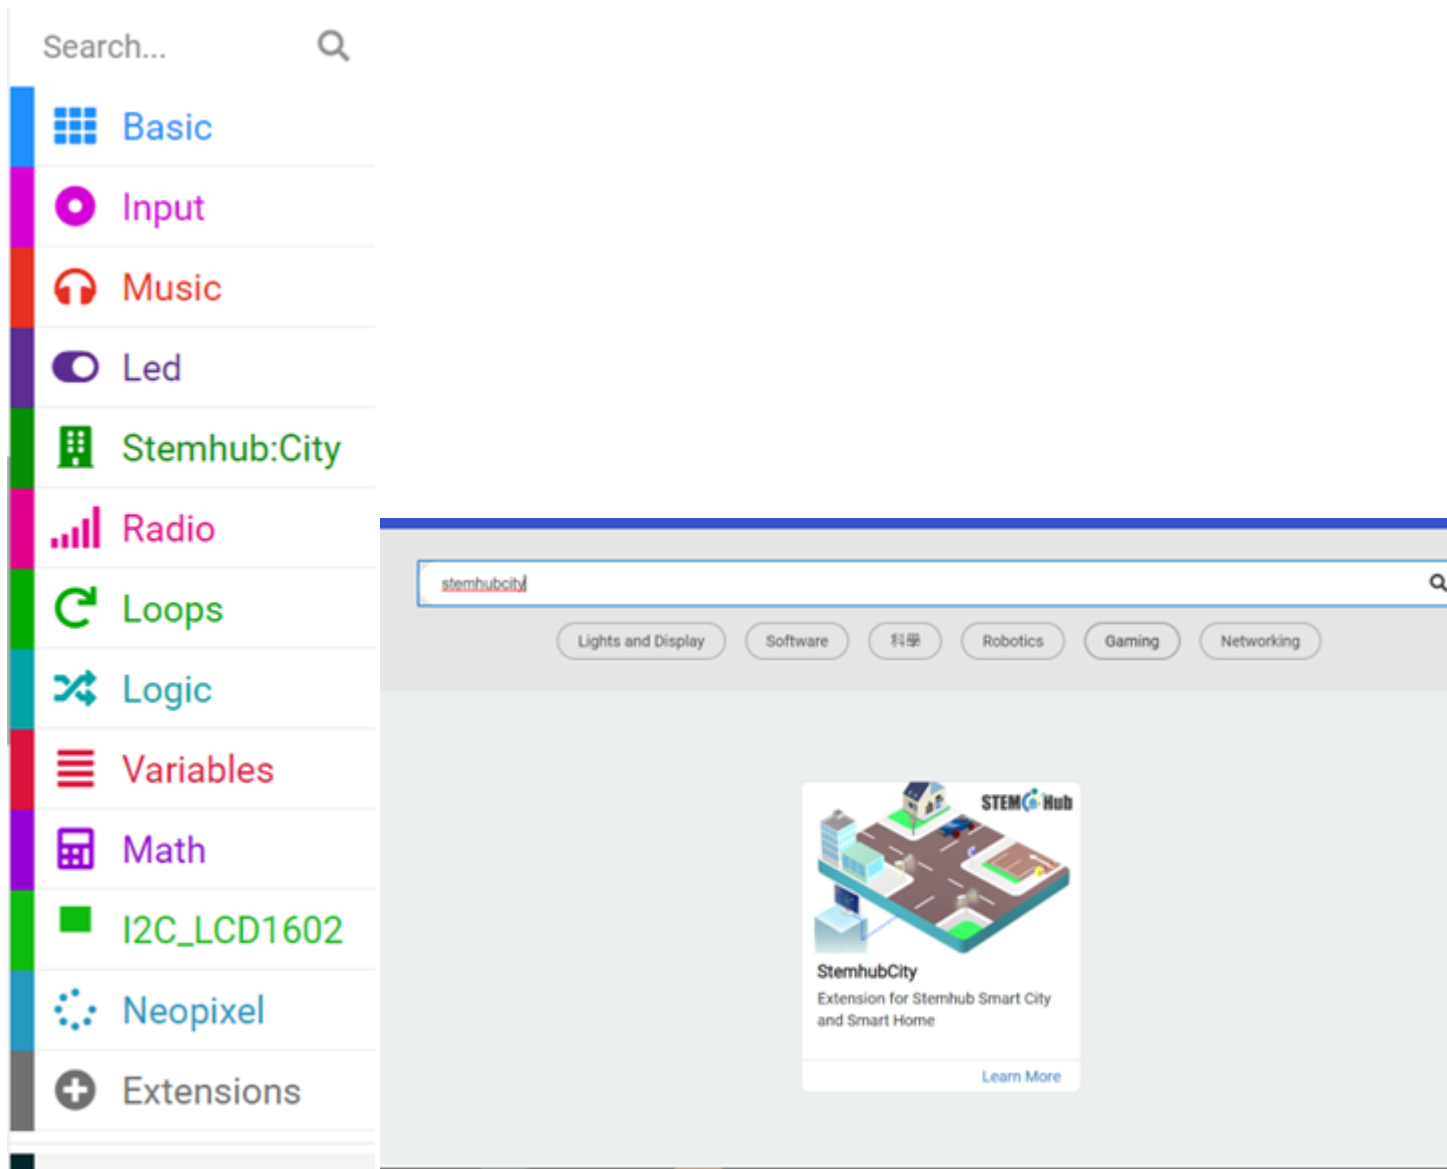 Search...
Basic
Input
Music
Led
Stemhub:City
Radio
Loops
Logic
Variables
Math
I2C_LCD1602
Neopixel
Extensions
stemhubcity
Lights and Display
Software
科學
Robotics
Gaming
Networking
STEM Hub
StemhubCity
Extension for Stemhub Smart City
and Smart Home
Learn More